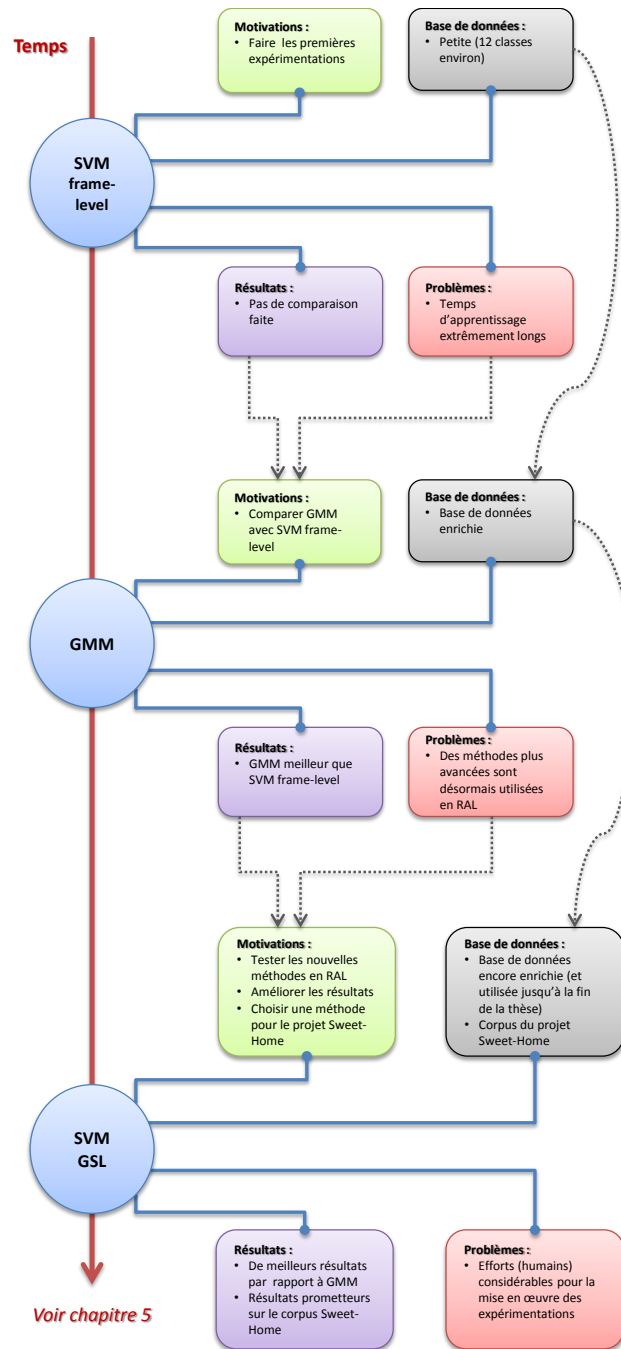 Temps
Motivations :
• Faire les premières
expérimentations
Base de données :
• Petite (12 classes
environ)
SVM
frame-
level
Résultats :
• Pas de comparaison
faite
Problèmes :
• Temps
d’apprentissage
extrêmement longs
Motivations :
• Comparer GMM
avec SVM frame-
level
Base de données :
• Base de données
enrichie
GMM
Résultats :
• GMM meilleur que
SVM frame-level
Problèmes :
• Des méthodes plus
avancées sont
désormais utilisées
en RAL
Motivations :
• Tester les nouvelles
méthodes en RAL
• Améliorer les résultats
• Choisir une méthode
pour le projet Sweet-
Home
Base de données :
• Base de données
encore enrichie (et
utilisée jusqu’à la fin
de la thèse)
• Corpus du projet
Sweet-Home
SVM
GSL
Résultats :
• De meilleurs résultats
par rapport à GMM
• Résultats prometteurs
sur le corpus Sweet-
Home
Problèmes :
• Efforts (humains)
considérables pour la
mise en œuvre des
expérimentations
Voir chapitre 5